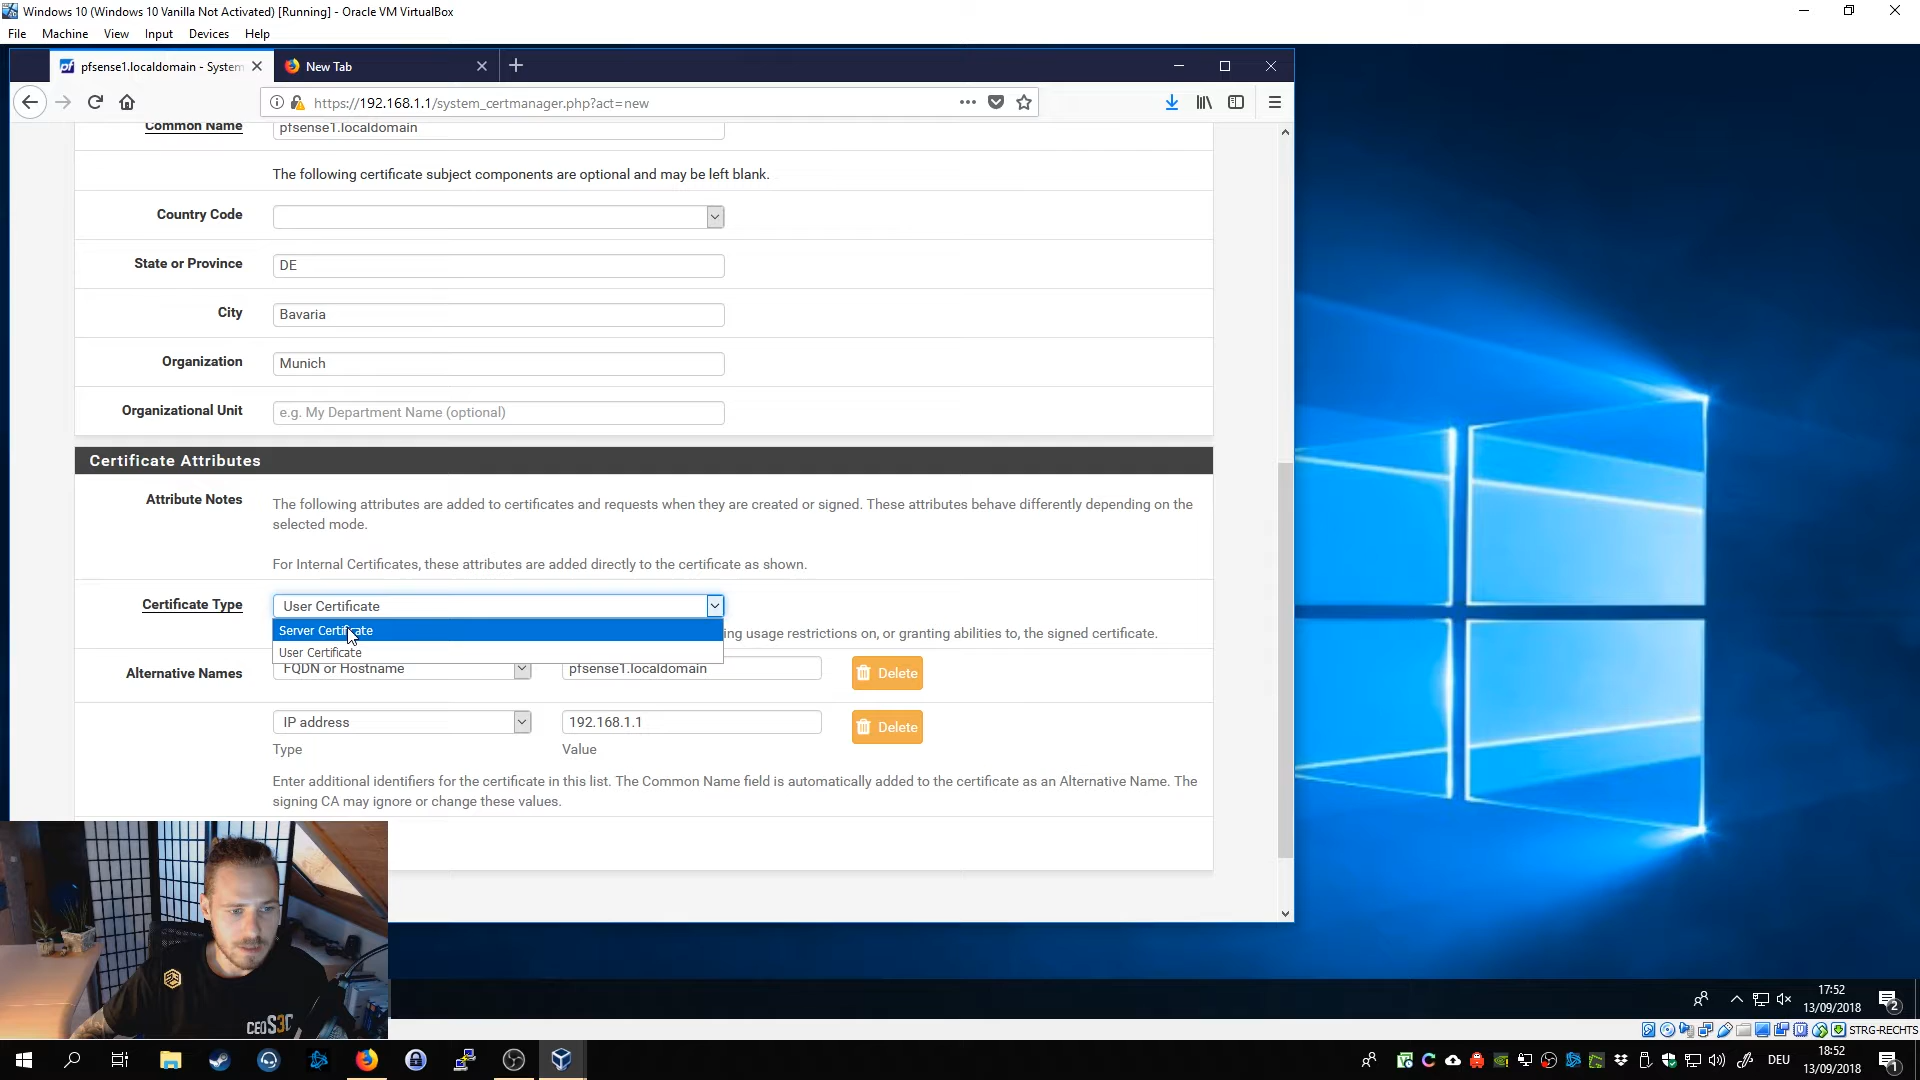 Windows 10 (Windows 10 Vanilla Not Activated) [Running] - Oracle VM VirtualBox
File Machine View Input Devices Help
pf pfsense1.localdomain - System
New Tab
https://192.168.1.1/system_certmanager.php?act=new
Common Name pfsense1.localdomain
The following certificate subject components are optional and may be left blank.
Country Code
State or Province DE
City Bavaria
Organization Munich
Organizational Unit e.g. My Department Name (optional)
Certificate Attributes
Attribute Notes The following attributes are added to certificates and requests when they are created or signed. These attributes behave differently depending on the
selected mode.
For Internal Certificates, these attributes are added directly to the certificate as shown.
Certificate Type User Certificate
Server Certificate
ing usage restrictions on, or granting abilities to, the signed certificate.
User Certificate
Alternative Names FQDN or Hostname pfsense1.localdomain Delete
IP address 192.168.1.1 Delete
Type Value
Enter additional identifiers for the certificate in this list. The Common Name field is automatically added to the certificate as an Alternative Name. The
signing CA may ignore or change these values.
CEOS3C
17:52
13/09/2018
2
STRG-RECHTS
DEU
18:52
13/09/2018
1